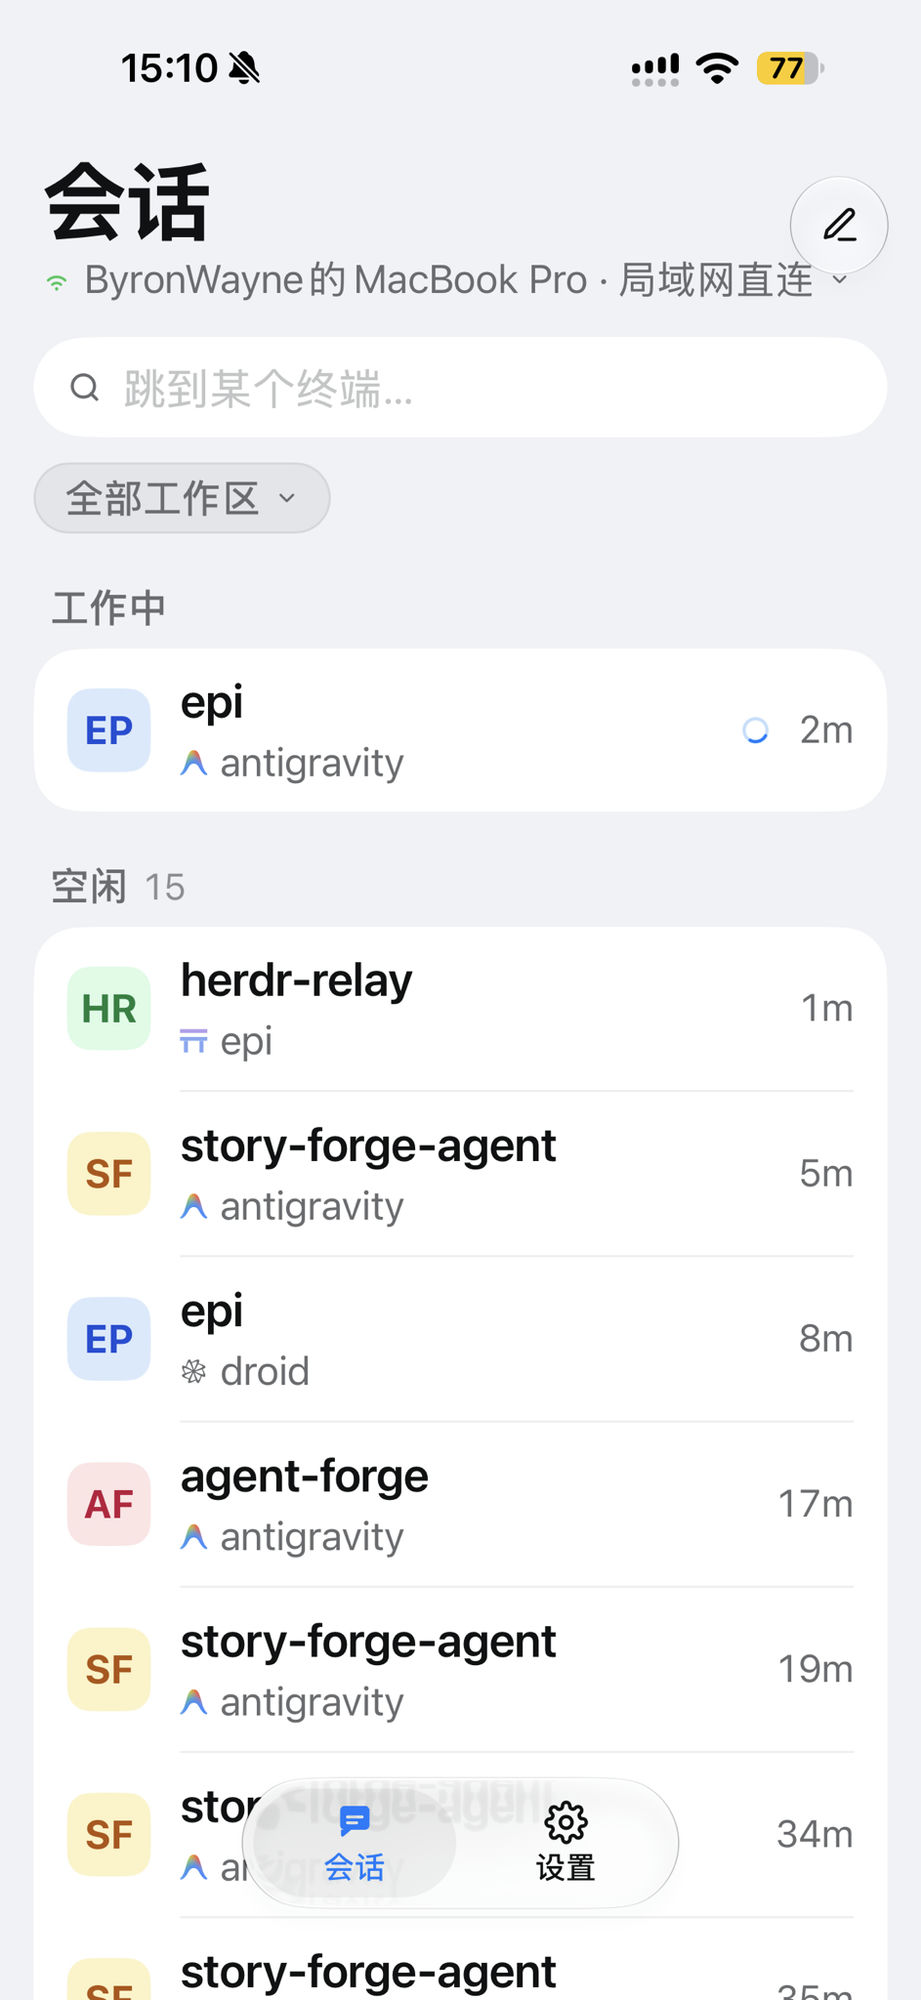 15:10
77
会话
ByronWayne的MacBook Pro · 局域网直连
跳到某个终端...
全部工作区
工作中
EP
epi
antigravity
2m
空闲 15
HR
herdr-relay
epi
1m
SF
story-forge-agent
antigravity
5m
EP
epi
droid
8m
AF
agent-forge
antigravity
17m
SF
story-forge-agent
antigravity
19m
SF
34m
会话
设置
SF
story-forge-agent
35m